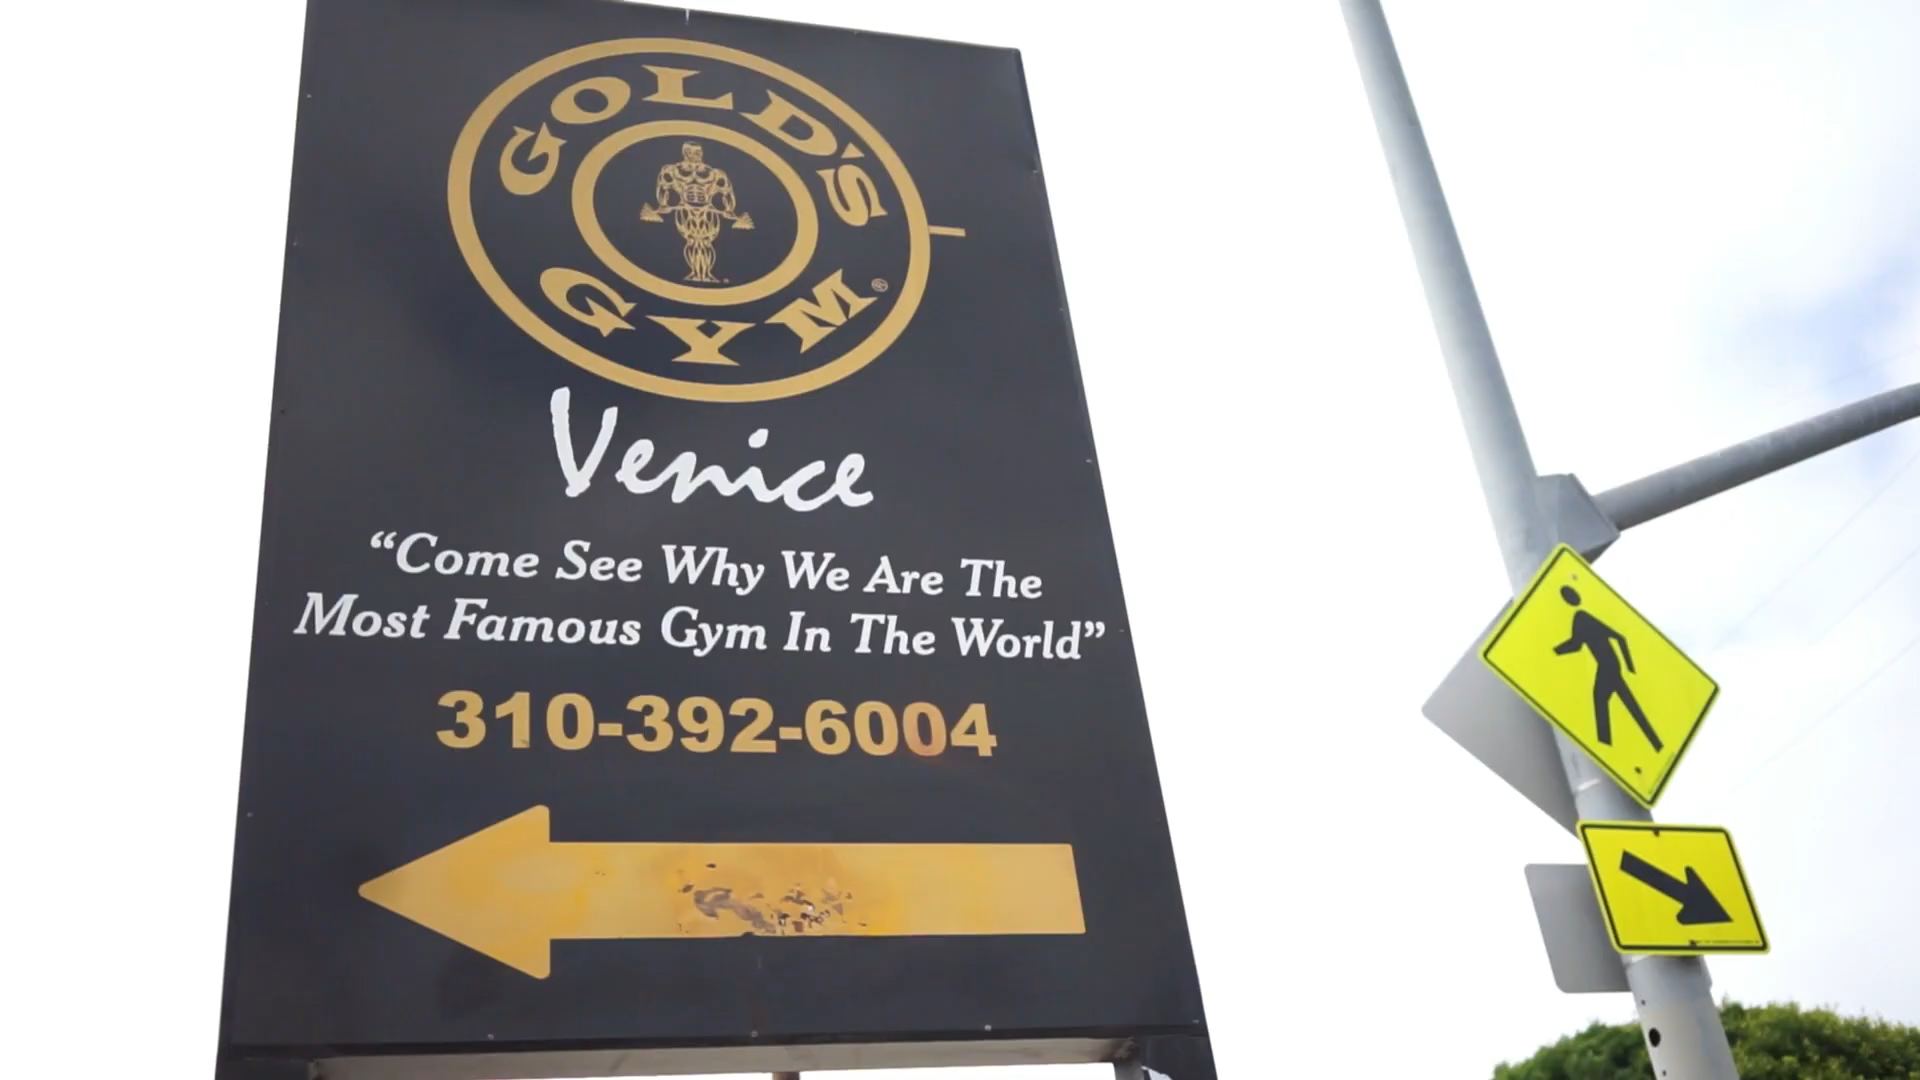 GOLD'S
GYM®
Venice
“Come See Why We Are The
Most Famous Gym In The World”
310-392-6004